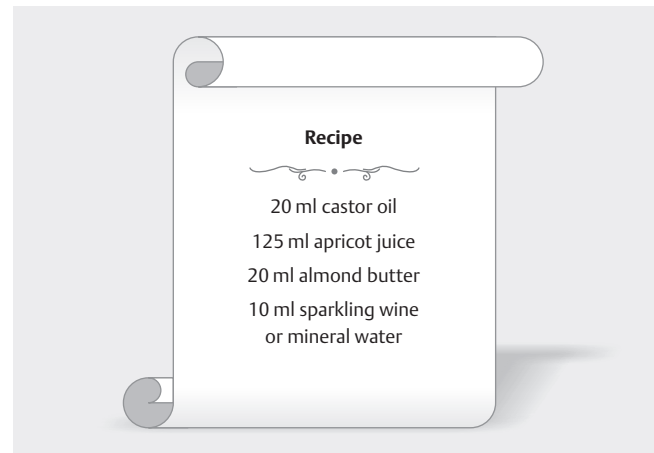 Recipe
20 ml castor oil
125 ml apricot juice
20 ml almond butter
10 ml sparkling wine
or mineral water